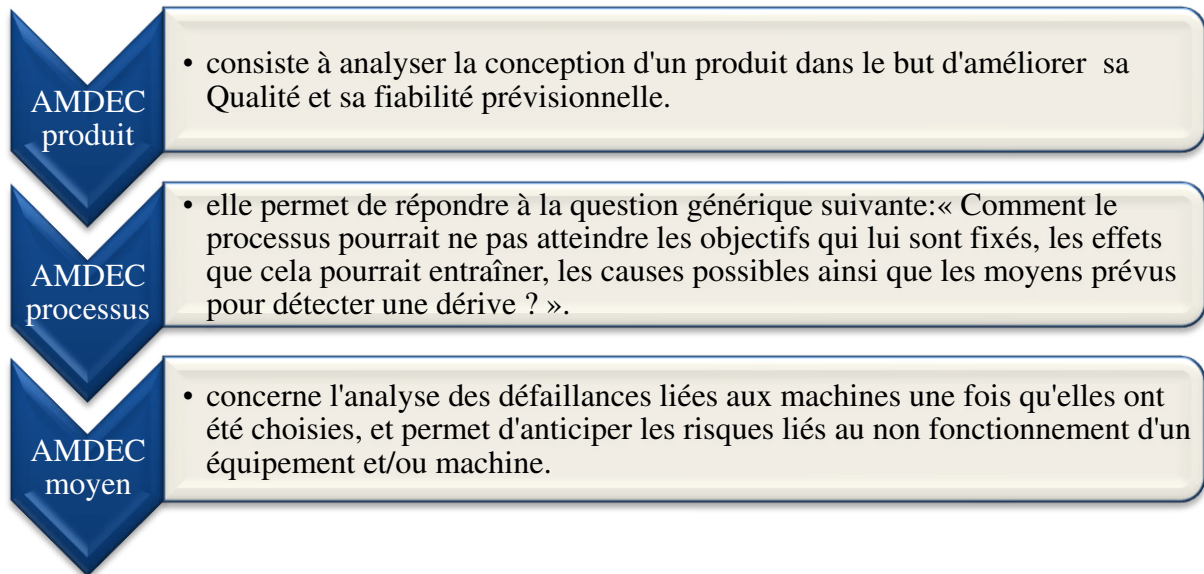 AMDEC
produit
• consiste à analyser la conception d'un produit dans le but d'améliorer sa
Qualité et sa fiabilité prévisionnelle.
AMDEC
processus
• elle permet de répondre à la question générique suivante:« Comment le
processus pourrait ne pas atteindre les objectifs qui lui sont fixés, les effets
que cela pourrait entraîner, les causes possibles ainsi que les moyens prévus
pour détecter une dérive ? ».
AMDEC
moyen
• concerne l'analyse des défaillances liées aux machines une fois qu'elles ont
été choisies, et permet d'anticiper les risques liés au non fonctionnement d'un
équipement et/ou machine.